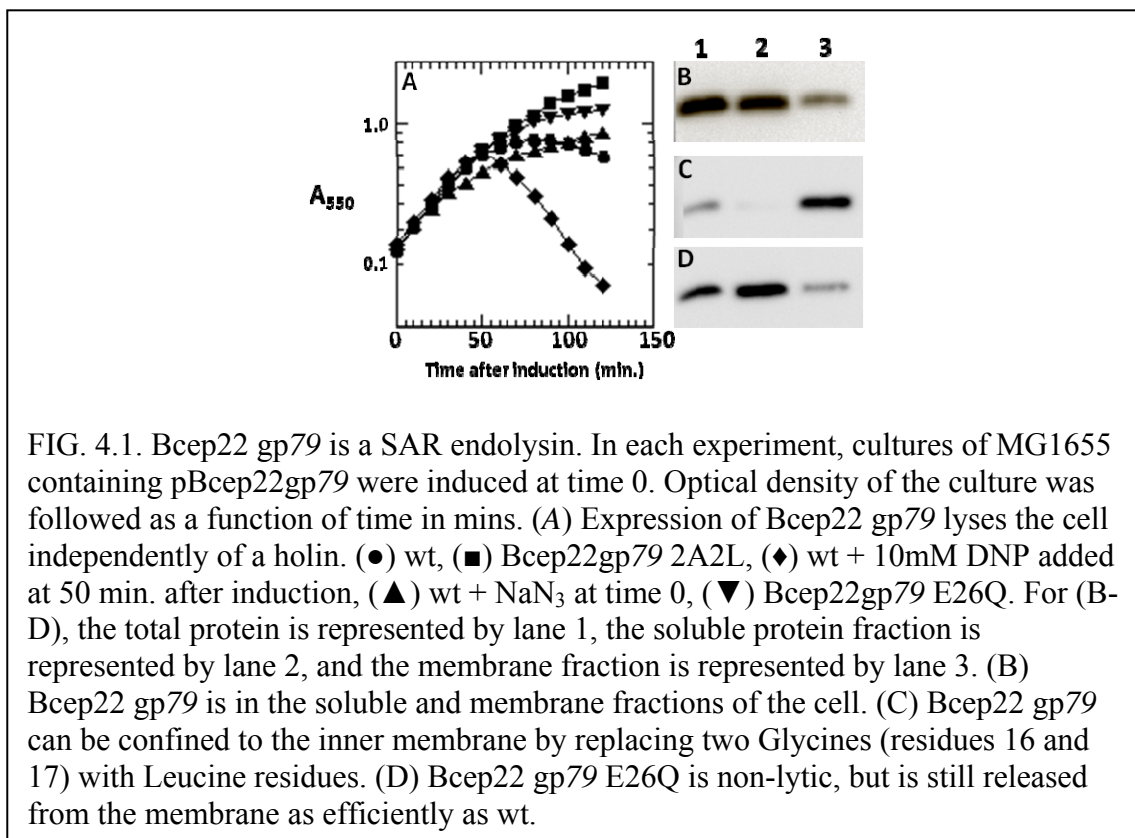 1 2 3
A
B
1.0
C
A550
D
0.1
0 50 100 150
Time after induction (min.)
FIG. 4.1. Bcep22 gp79 is a SAR endolysin. In each experiment, cultures of MG1655
containing pBcep22gp79 were induced at time 0. Optical density of the culture was
followed as a function of time in mins. (A) Expression of Bcep22 gp79 lyses the cell
independently of a holin. (●) wt, (■) Bcep22gp79 2A2L, (♦) wt + 10mM DNP added
at 50 min. after induction, (▲) wt + NaN₃ at time 0, (▼) Bcep22gp79 E26Q. For (B-
D), the total protein is represented by lane 1, the soluble protein fraction is
represented by lane 2, and the membrane fraction is represented by lane 3. (B)
Bcep22 gp79 is in the soluble and membrane fractions of the cell. (C) Bcep22 gp79
can be confined to the inner membrane by replacing two Glycines (residues 16 and
17) with Leucine residues. (D) Bcep22 gp79 E26Q is non-lytic, but is still released
from the membrane as efficiently as wt.